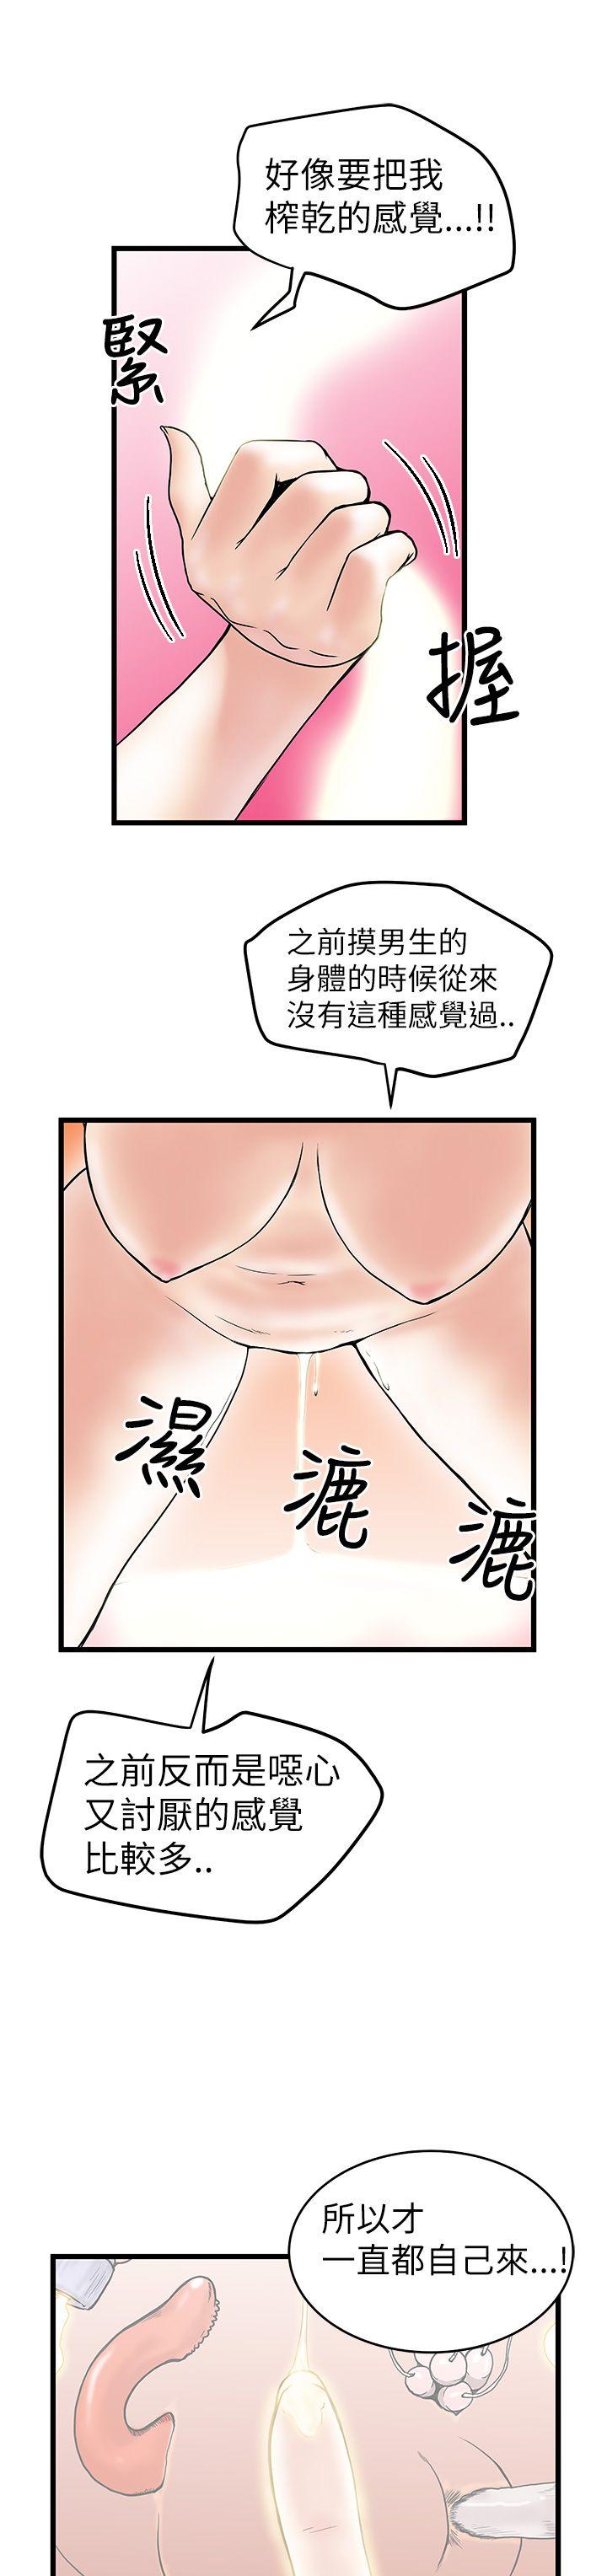 好像要把我
榨乾的感覺...!!
緊
握
之前摸男生的
身體的時候從來
沒有這種感覺過..
濕
漉
漉
之前反而是噁心
又討厭的感覺
比較多..
所以才
一直都自己來...!